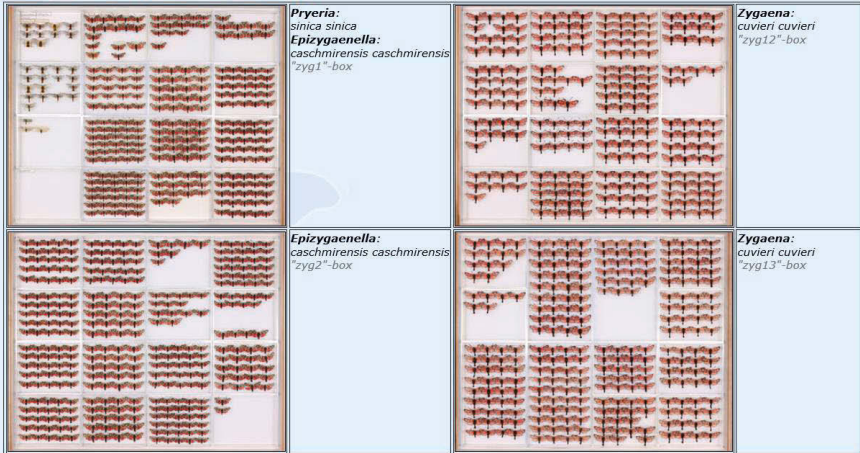 Pryeria:
sinica sinica
Epizygaenella:
caschmirensis caschmirensis
"zyg1"-box
Zygaena:
cuvieri cuvieri
"zyg12"-box
Epizygaenella:
caschmirensis caschmirensis
"zyg2"-box
Zygaena:
cuvieri cuvieri
"zyg13"-box